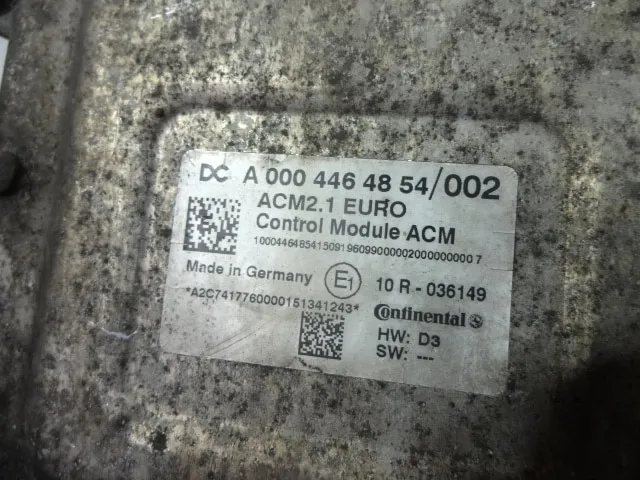 DC A 000 446 48 54/002
ACM2.1 EURO
Control Module ACM
10004464854150919609900000200000000007
Made in Germany E1 10 R - 036149
*A2C7417760000151341243* Continental
HW: D3
SW: ---